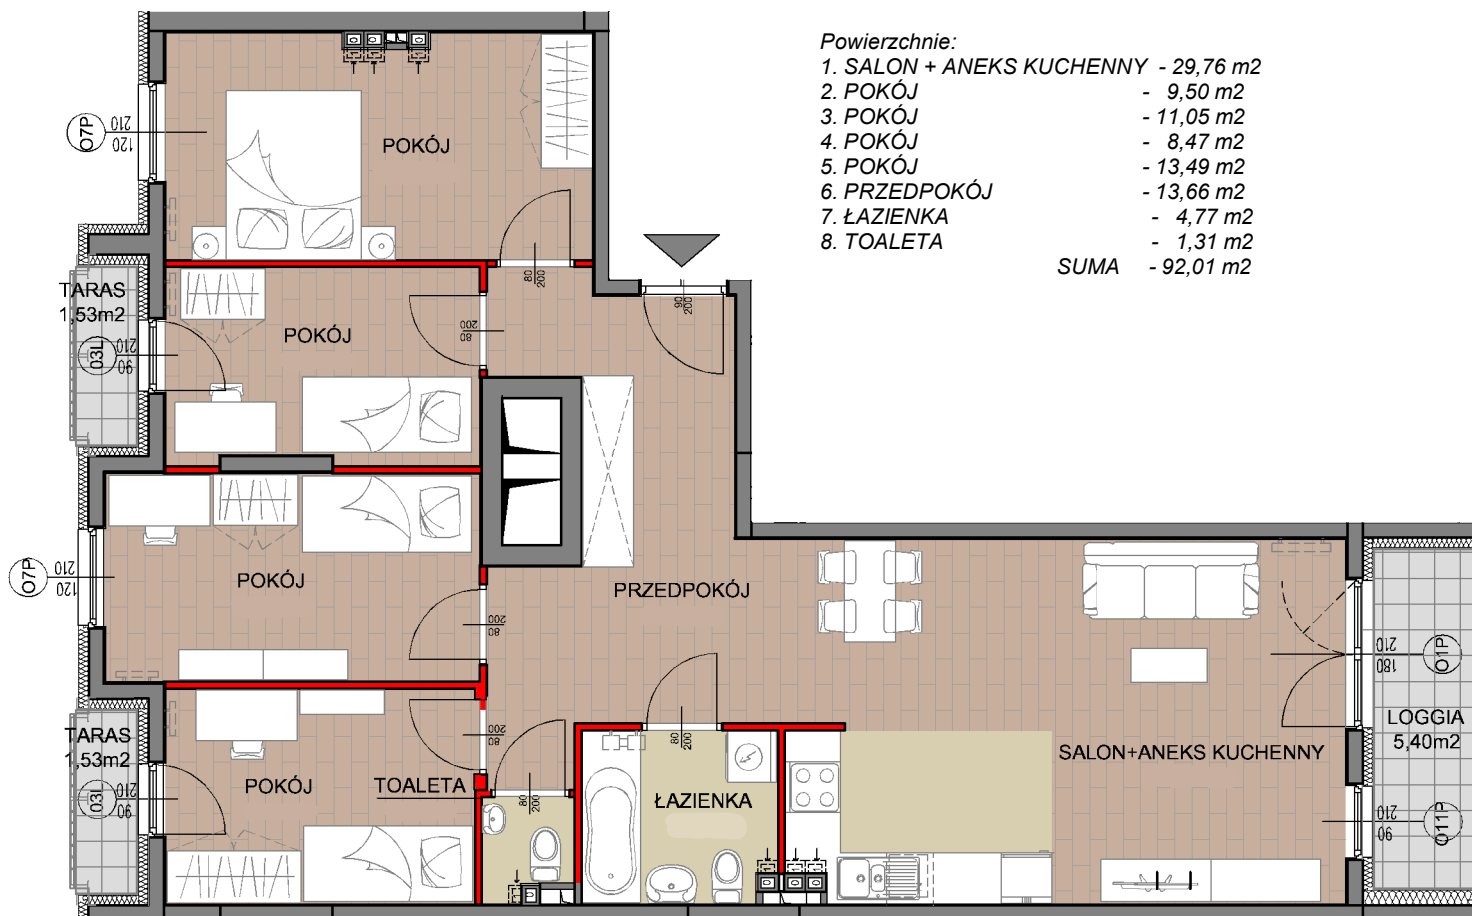 Powierzchnie:
1. SALON + ANEKS KUCHENNY - 29,76 m2
2. POKÓJ - 9,50 m2
3. POKÓJ - 11,05 m2
4. POKÓJ - 8,47 m2
5. POKÓJ - 13,49 m2
6. PRZEDPOKÓJ - 13,66 m2
7. ŁAZIENKA - 4,77 m2
8. TOALETA - 1,31 m2
SUMA - 92,01 m2
O7P
210
120
POKÓJ
80
200
90
200
TARAS
1,53m2
03L
210
90
POKÓJ
200
80
O7P
210
120
POKÓJ
200
80
PRZEDPOKÓJ
TARAS
1,53m2
03L
210
90
POKÓJ
TOALETA
200
80
80
200
80
200
ŁAZIENKA
SALON+ANEKS KUCHENNY
210
180
O1P
LOGGIA
5,40m2
210
90
O11P